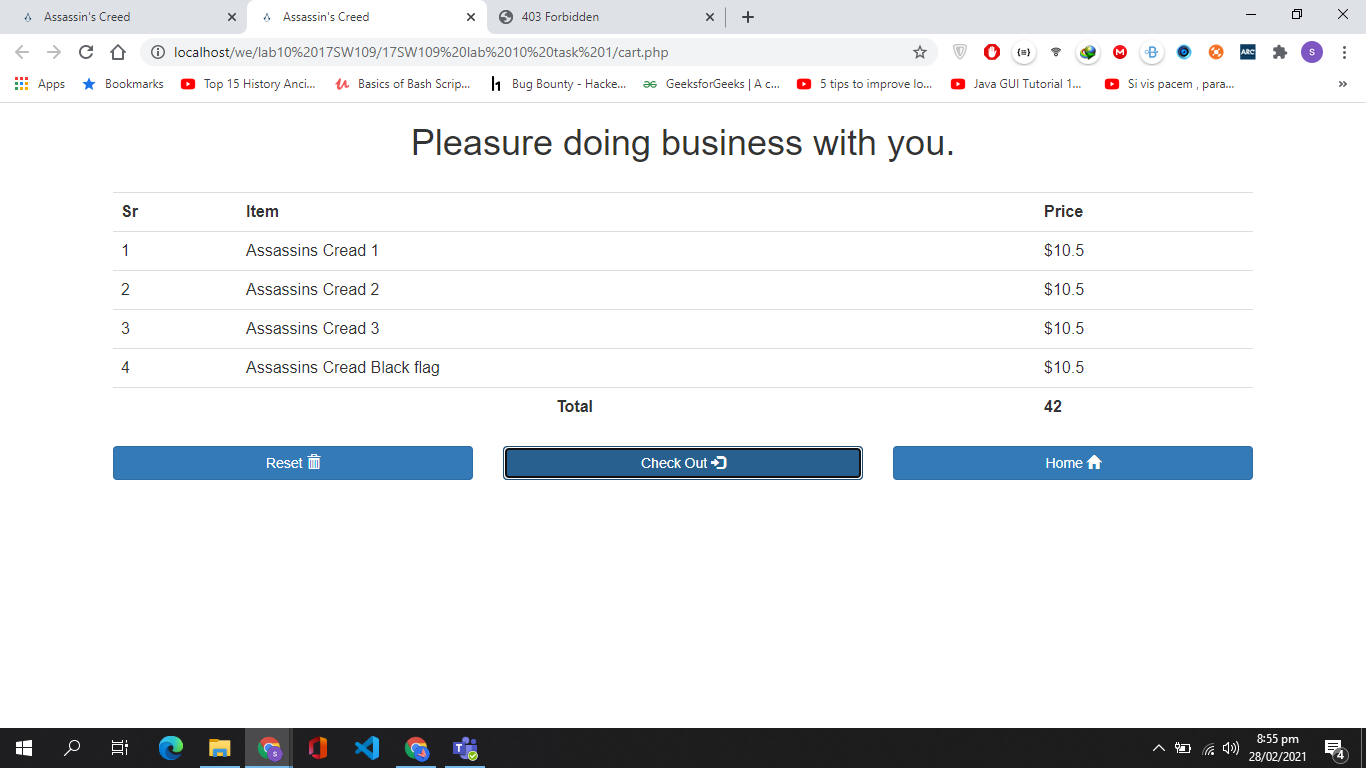 Assassin's Creed
Assassin's Creed
403 Forbidden
localhost/we/lab10%2017SW109/17SW109%20lab%2010%20task%201/cart.php
Apps
Bookmarks
Top 15 History Anci...
Basics of Bash Scrip...
Bug Bounty - Hacke...
GeeksforGeeks | A c...
5 tips to improve lo...
Java GUI Tutorial 1...
Si vis pacem , para...
Pleasure doing business with you.
Sr Item Price
1 Assassins Cread 1 $10.5
2 Assassins Cread 2 $10.5
3 Assassins Cread 3 $10.5
4 Assassins Cread Black flag $10.5
Total 42
Reset
Check Out
Home
8:55 pm
28/02/2021
4